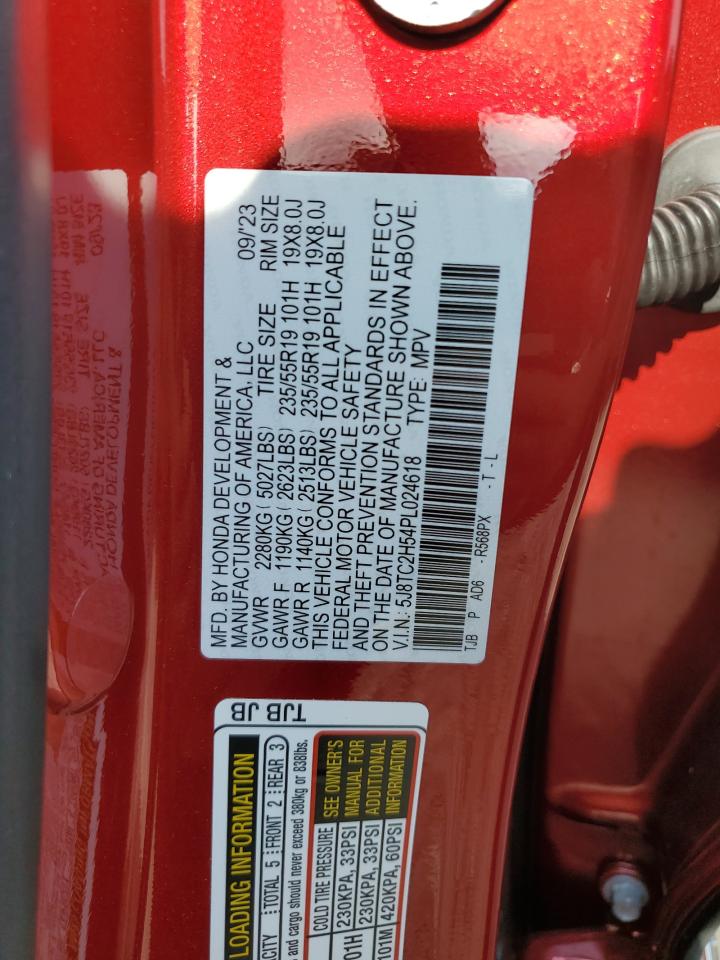 MFD. BY HONDA DEVELOPMENT &
MANUFACTURING OF AMERICA, LLC 09/'23
GVWR 2280KG( 5027LBS) TIRE SIZE RIM SIZE
GAWR F 1190KG( 2623LBS) 235/55R19 101H 19X8.0J
GAWR R 1140KG( 2513LBS) 235/55R19 101H 19X8.0J
THIS VEHICLE CONFORMS TO ALL APPLICABLE
FEDERAL MOTOR VEHICLE SAFETY
AND THEFT PREVENTION STANDARDS IN EFFECT
ON THE DATE OF MANUFACTURE SHOWN ABOVE.
V.I.N.: 5J8TC2H54PL024618 TYPE: MPV
TJB P AD6 - R568PX - T - L
TJB JB
LOADING INFORMATION
TOTAL 5 FRONT 2 REAR 3
and cargo should never exceed 380kg or 838lbs.
COLD TIRE PRESSURE SEE OWNER'S
230KPA, 33PSI MANUAL FOR
230KPA, 33PSI ADDITIONAL
420KPA, 60PSI INFORMATION